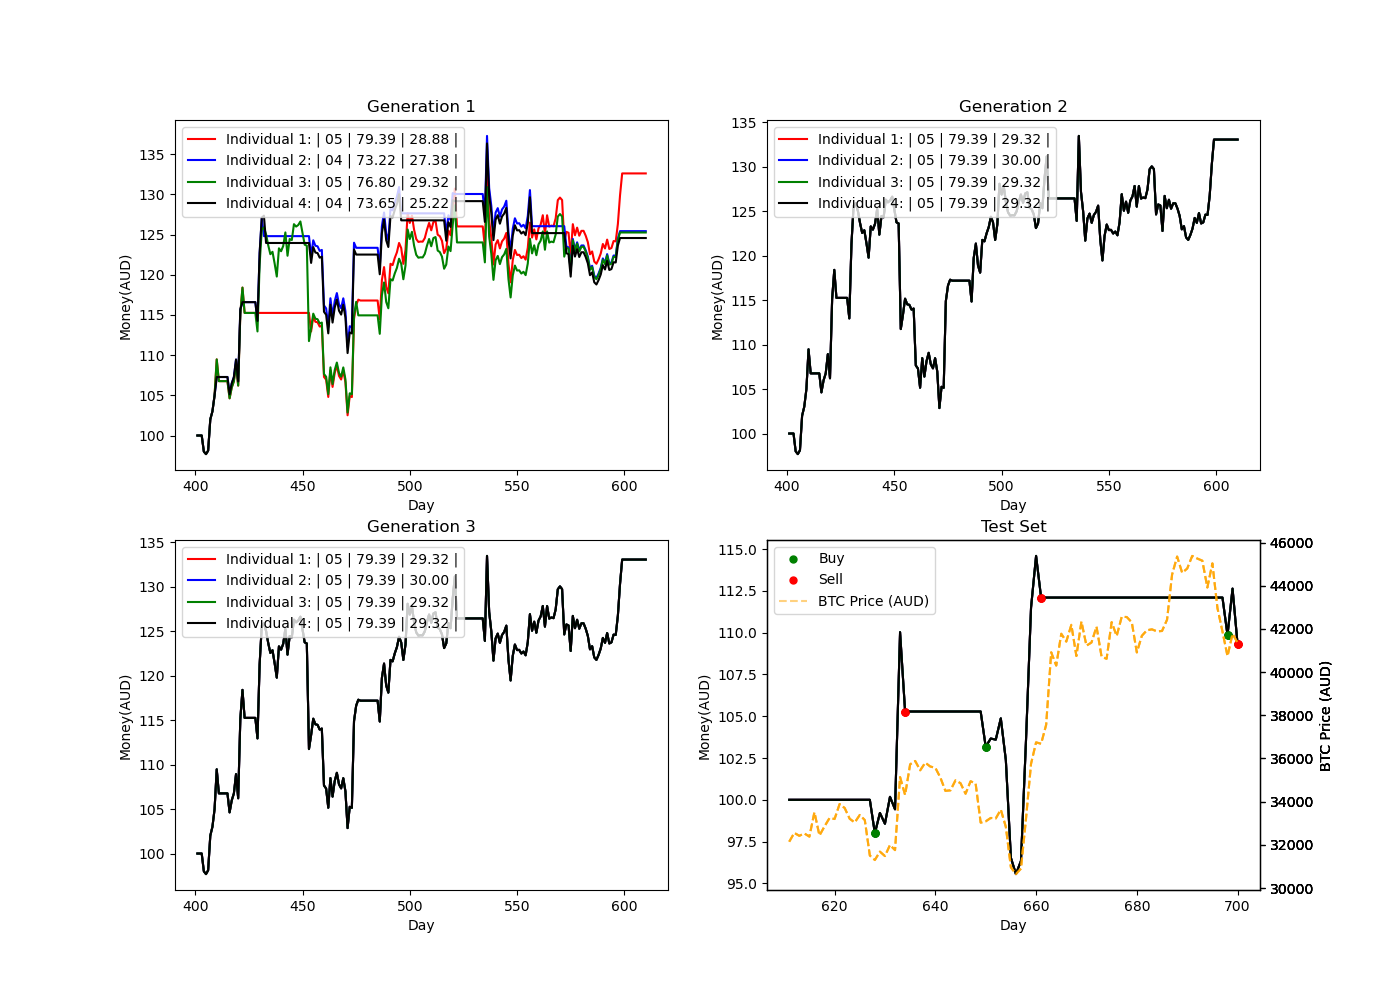 Generation 1
Individual 1: | 05 | 79.39 | 28.88 |
Individual 2: | 04 | 73.22 | 27.38 |
Individual 3: | 05 | 76.80 | 29.32 |
Individual 4: | 04 | 73.65 | 25.22 |
135
130
125
120
115
110
105
100
Money(AUD)
400 450 500 550 600
Day
Generation 2
Individual 1: | 05 | 79.39 | 29.32 |
Individual 2: | 05 | 79.39 | 30.00 |
Individual 3: | 05 | 79.39 | 29.32 |
Individual 4: | 05 | 79.39 | 29.32 |
135
130
125
120
115
110
105
100
Money(AUD)
400 450 500 550 600
Day
Generation 3
Individual 1: | 05 | 79.39 | 29.32 |
Individual 2: | 05 | 79.39 | 30.00 |
Individual 3: | 05 | 79.39 | 29.32 |
Individual 4: | 05 | 79.39 | 29.32 |
135
130
125
120
115
110
105
100
Money(AUD)
400 450 500 550 600
Day
Test Set
Buy
Sell
BTC Price (AUD)
115.0
112.5
110.0
107.5
105.0
102.5
100.0
97.5
95.0
Money(AUD)
46000
44000
42000
40000
38000
36000
34000
32000
30000
BTC Price (AUD)
620 640 660 680 700
Day